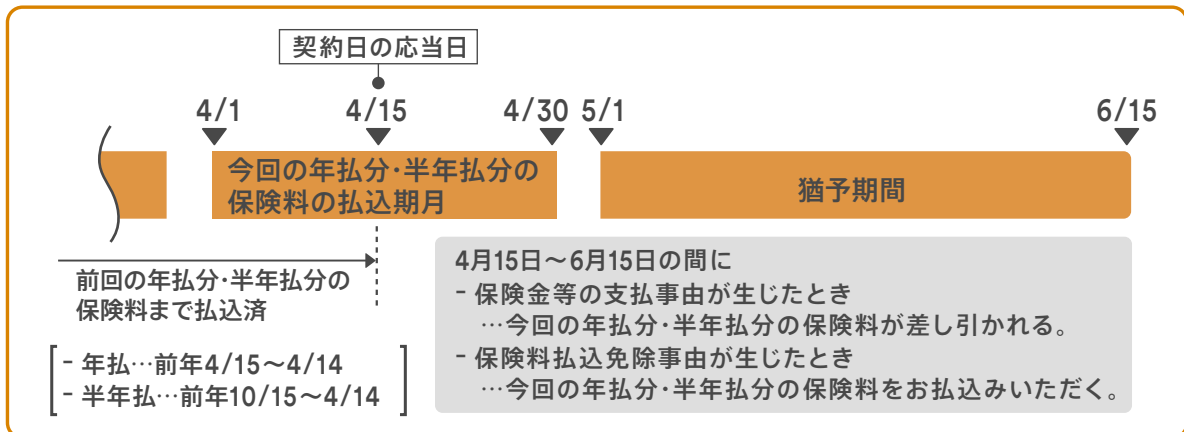 契約日の応当日
4/1 4/15 4/30 5/1 6/15
今回の年払分・半年払分の
保険料の払込期月
猶予期間
前回の年払分・半年払分の
保険料まで払込済
- 年払…前年4/15～4/14
- 半年払…前年10/15～4/14
4月15日～6月15日の間に
- 保険金等の支払事由が生じたとき
…今回の年払分・半年払分の保険料が差し引かれる。
- 保険料払込免除事由が生じたとき
…今回の年払分・半年払分の保険料をお払込みいただく。